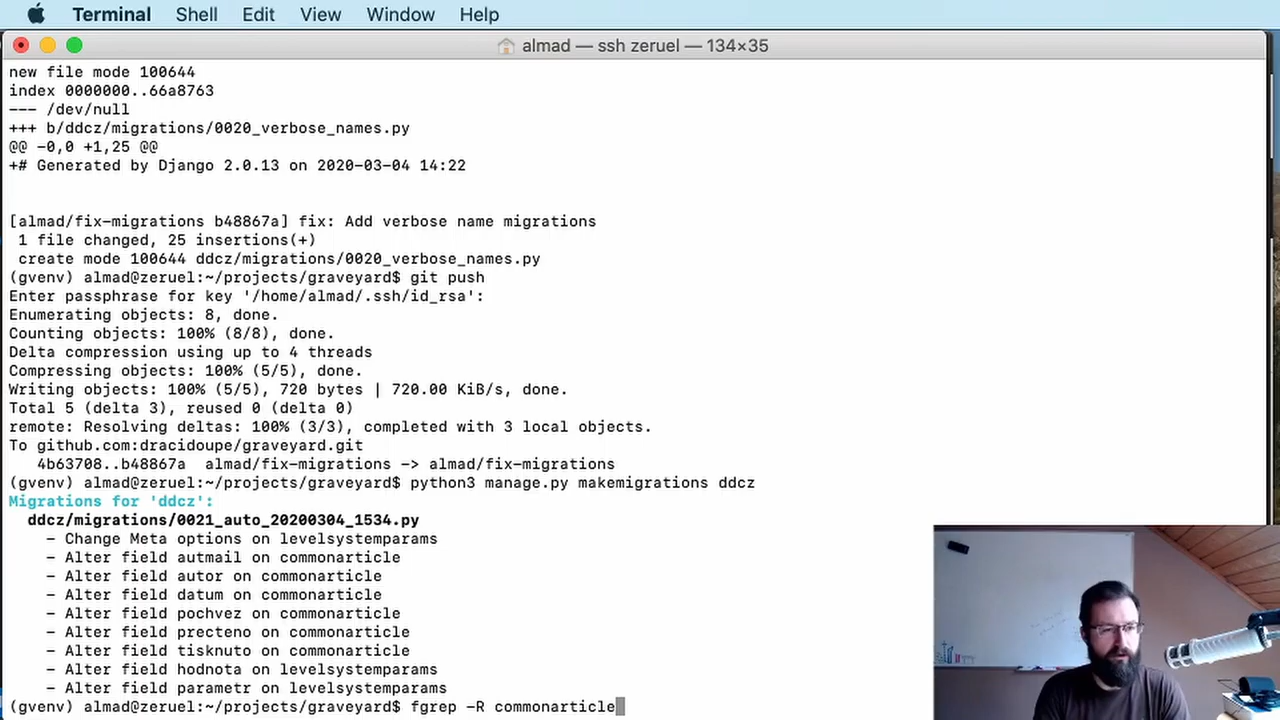 Terminal Shell Edit View Window Help
almad — ssh zeruel — 134×35
new file mode 100644
index 0000000..66a8763
--- /dev/null
+++ b/ddcz/migrations/0020_verbose_names.py
@@ -0,0 +1,25 @@
+# Generated by Django 2.0.13 on 2020-03-04 14:22
[almad/fix-migrations b48867a] fix: Add verbose name migrations
1 file changed, 25 insertions(+)
create mode 100644 ddcz/migrations/0020_verbose_names.py
(gvenv) almad@zeruel:~/projects/graveyard$ git push
Enter passphrase for key '/home/almad/.ssh/id_rsa':
Enumerating objects: 8, done.
Counting objects: 100% (8/8), done.
Delta compression using up to 4 threads
Compressing objects: 100% (5/5), done.
Writing objects: 100% (5/5), 720 bytes | 720.00 KiB/s, done.
Total 5 (delta 3), reused 0 (delta 0)
remote: Resolving deltas: 100% (3/3), completed with 3 local objects.
To github.com:dracidoupe/graveyard.git
4b63708..b48867a  almad/fix-migrations -> almad/fix-migrations
(gvenv) almad@zeruel:~/projects/graveyard$ python3 manage.py makemigrations ddcz
Migrations for 'ddcz':
ddcz/migrations/0021_auto_20200304_1534.py
- Change Meta options on levelsystemparams
- Alter field autmail on commonarticle
- Alter field autor on commonarticle
- Alter field datum on commonarticle
- Alter field pochvez on commonarticle
- Alter field precteno on commonarticle
- Alter field tisknuto on commonarticle
- Alter field hodnota on levelsystemparams
- Alter field parametr on levelsystemparams
(gvenv) almad@zeruel:~/projects/graveyard$ fgrep -R commonarticle